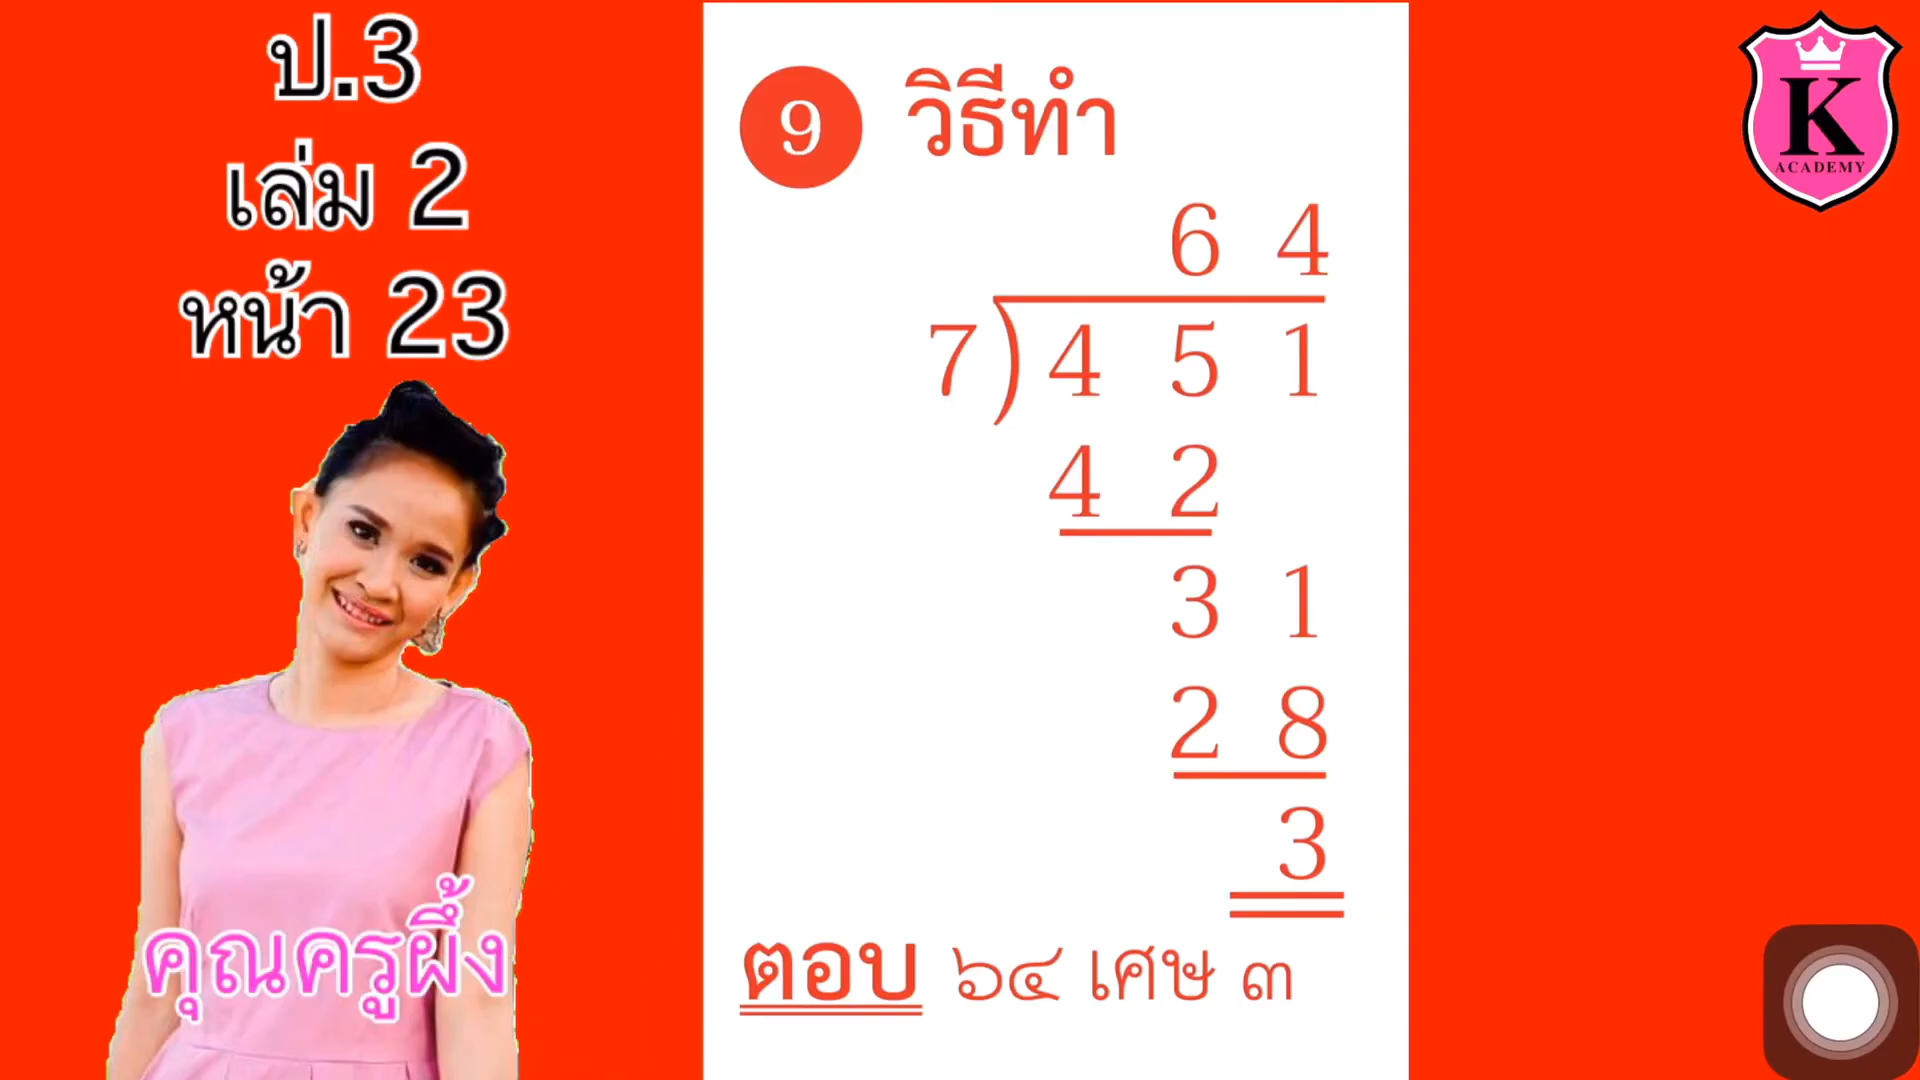 ป.3
เล่ม 2
หน้า 23
คุณครูผึ้ง
9 วิธีทำ
6 4
7 ) 4 5 1
4 2
3 1
2 8
3
ตอบ ๖๔ เศษ ๓
K
ACADEMY